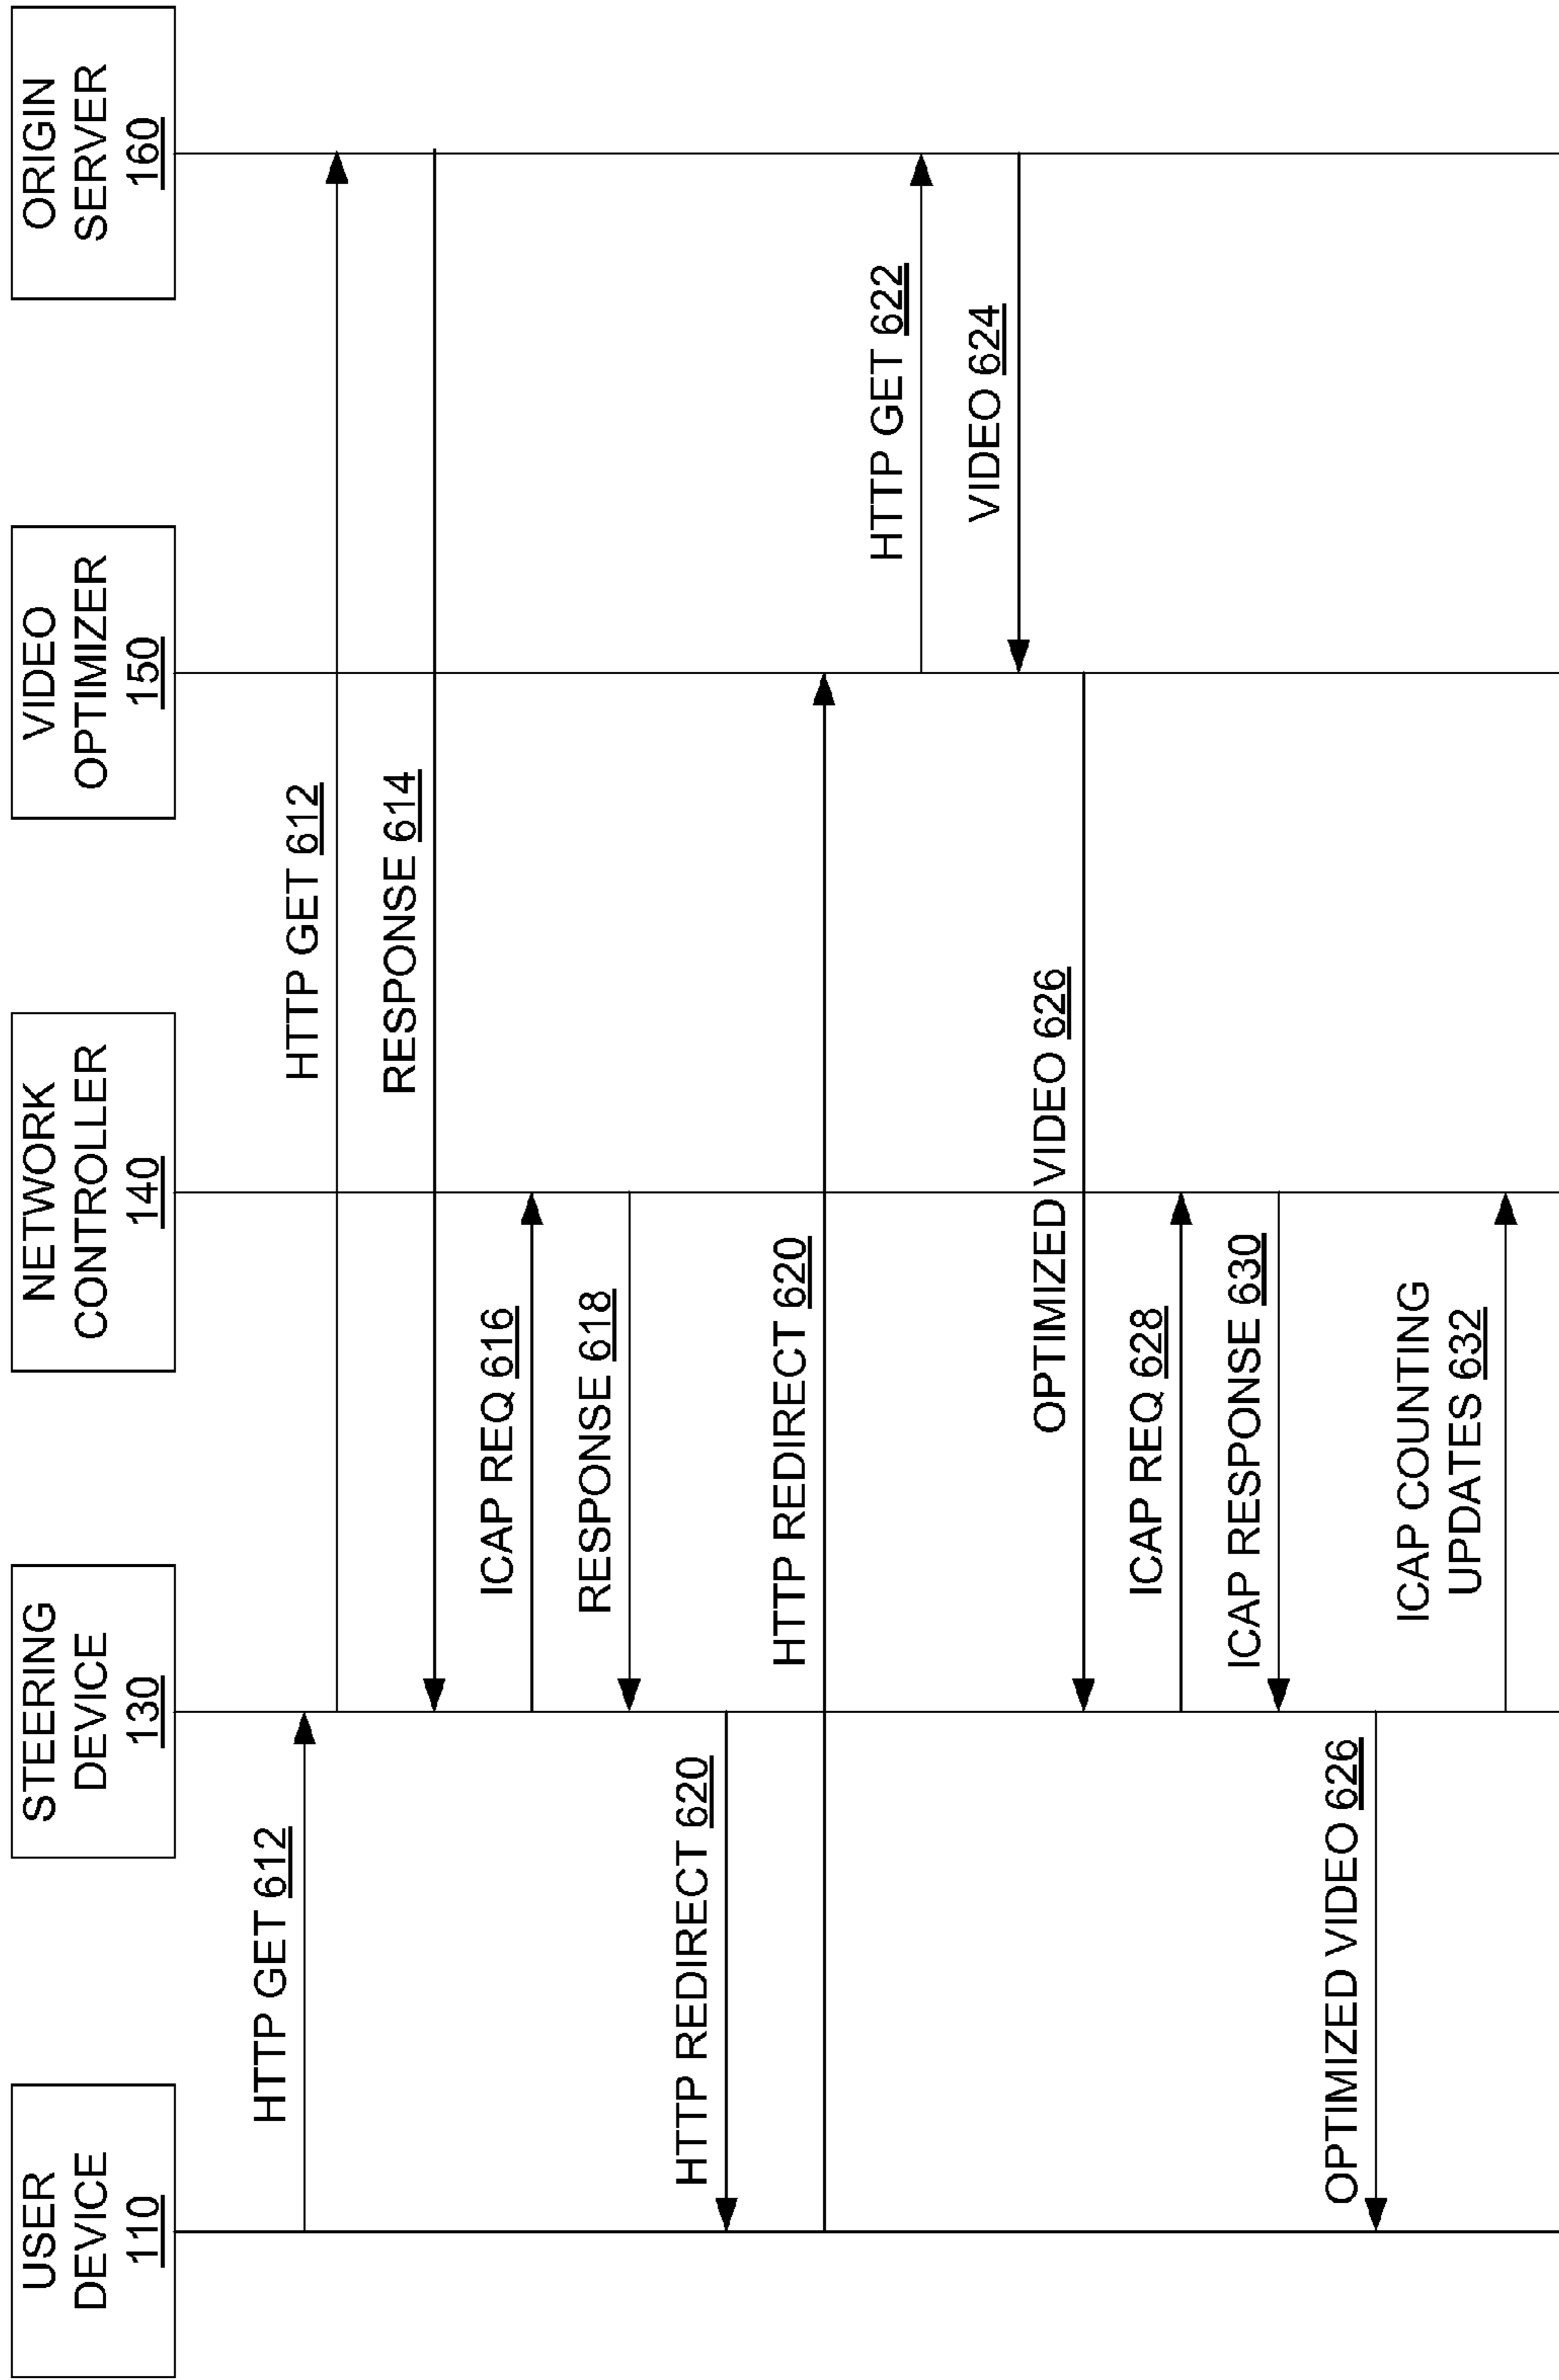 USER
DEVICE
110
STEERING
DEVICE
130
NETWORK
CONTROLLER
140
VIDEO
OPTIMIZER
150
ORIGIN
SERVER
160
HTTP GET 612
HTTP GET 612
RESPONSE 614
ICAP REQ 616
RESPONSE 618
HTTP REDIRECT 620
HTTP REDIRECT 620
HTTP GET 622
VIDEO 624
OPTIMIZED VIDEO 626
ICAP REQ 628
ICAP RESPONSE 630
OPTIMIZED VIDEO 626
ICAP COUNTING
UPDATES 632